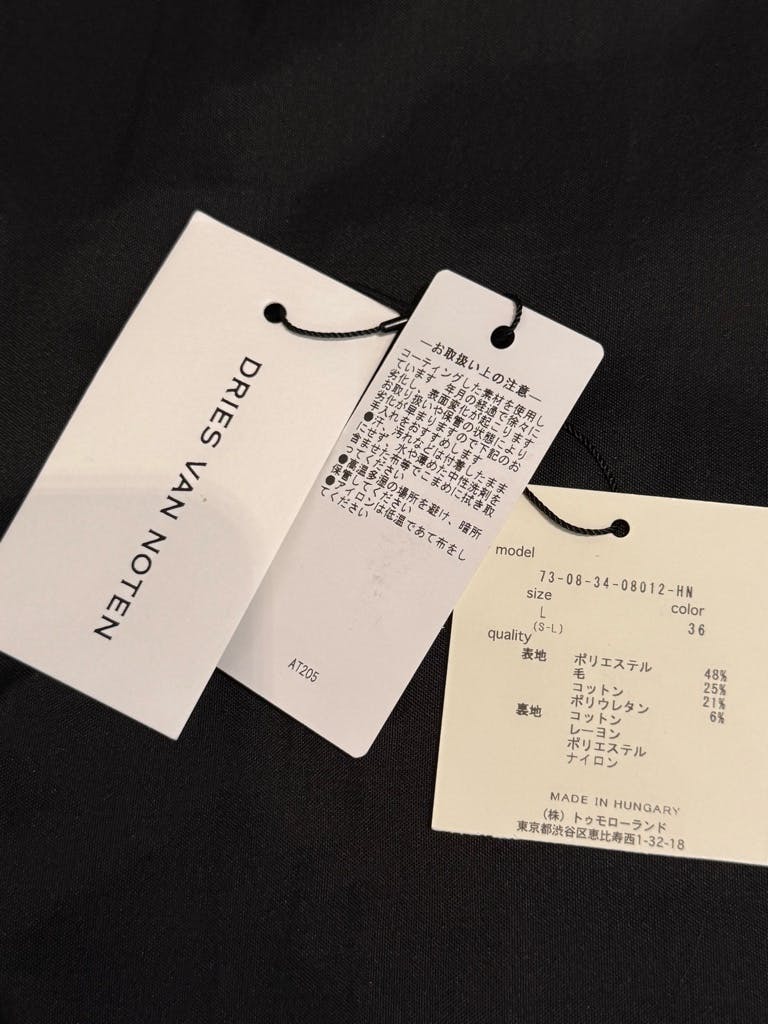 DRIES VAN NOTEN
―お取扱い上の注意―
コーティングした素材を使用し
ています 年月の経過で徐々に
劣化し、表面変化が起こります
お取り扱いや保管の状態により
劣化が早まりますので下記のお
手入れをおすすめします
●汗、汚れなどは付着したまま
にせず、水や薄めた中性洗剤を
含ませた布等でこまめに拭き取
ってください
●高温多湿の場所を避け、暗所
保管してください
●アイロンは低温であて布をし
てください
AT205
model
73-08-34-08012-HN
size color
L 36
(S-L)
quality
表地 ポリエステル 48%
毛 25%
コットン 21%
ポリウレタン 6%
裏地 コットン
レーヨン
ポリエステル
ナイロン
MADE IN HUNGARY
(株)トゥモローランド
東京都渋谷区恵比寿西1-32-18